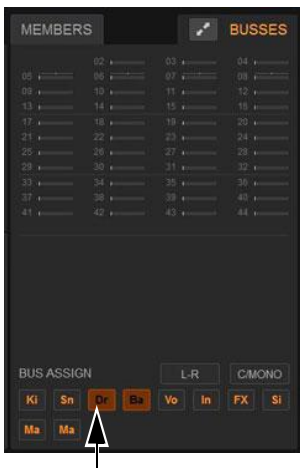 MEMBERS BUSSES
02 03 04
05 06 07 08
09 10 11 12
13 14 15 16
17 18 19 20
21 22 23 24
25 26 27 28
29 30 31 32
33 34 35 36
37 38 39 40
41 42 43 44
BUS ASSIGN L-R C/MONO
Ki Sn Dr Ba Vo In FX Si
Ma Ma